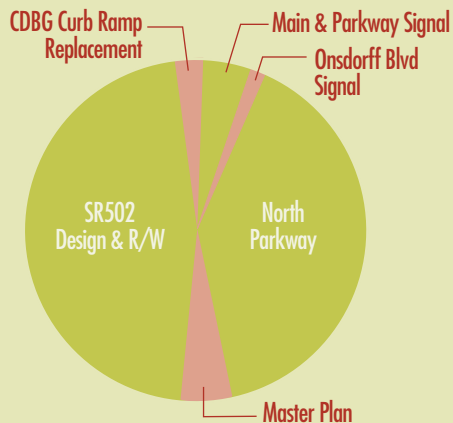 CDBG Curb Ramp
Replacement
Main & Parkway Signal
Onsdorff Blvd
Signal
SR502
Design & R/W
North
Parkway
Master Plan